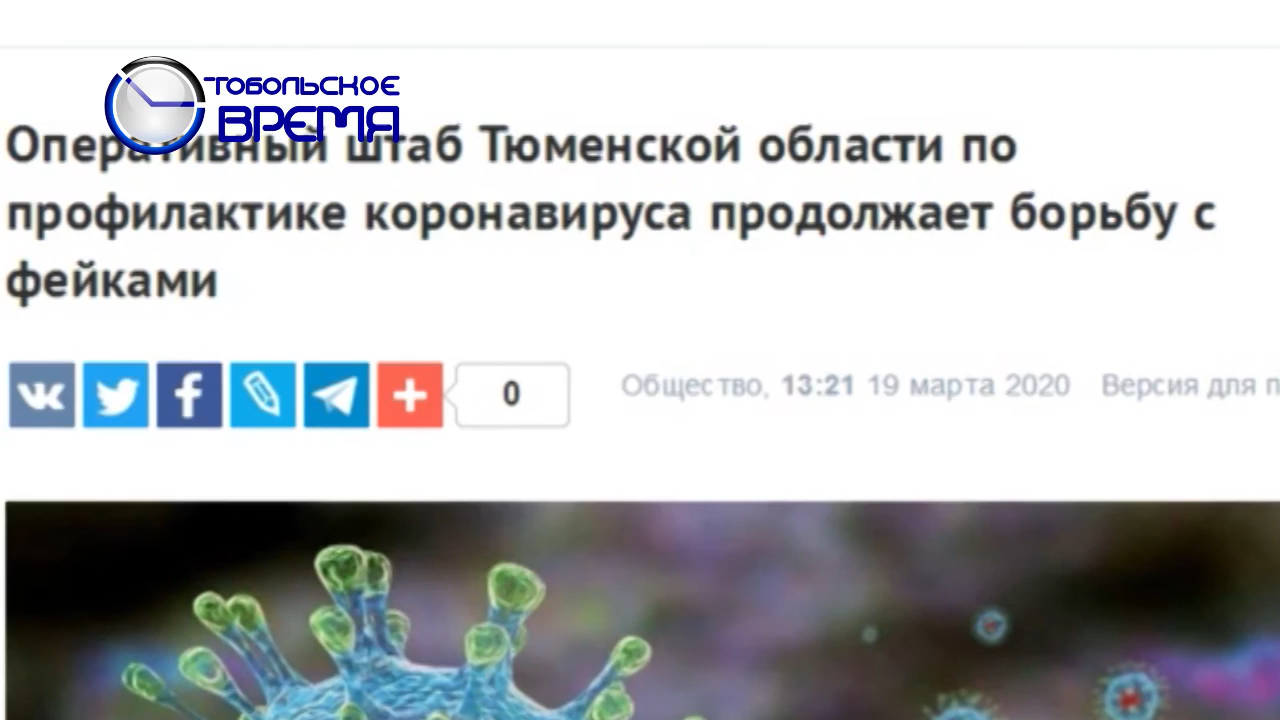 ТОБОЛЬСКОЕ
ВРЕМЯ
Оперативный штаб Тюменской области по
профилактике коронавируса продолжает борьбу с
фейками
0
Общество, 13:21 19 марта 2020 Версия для п